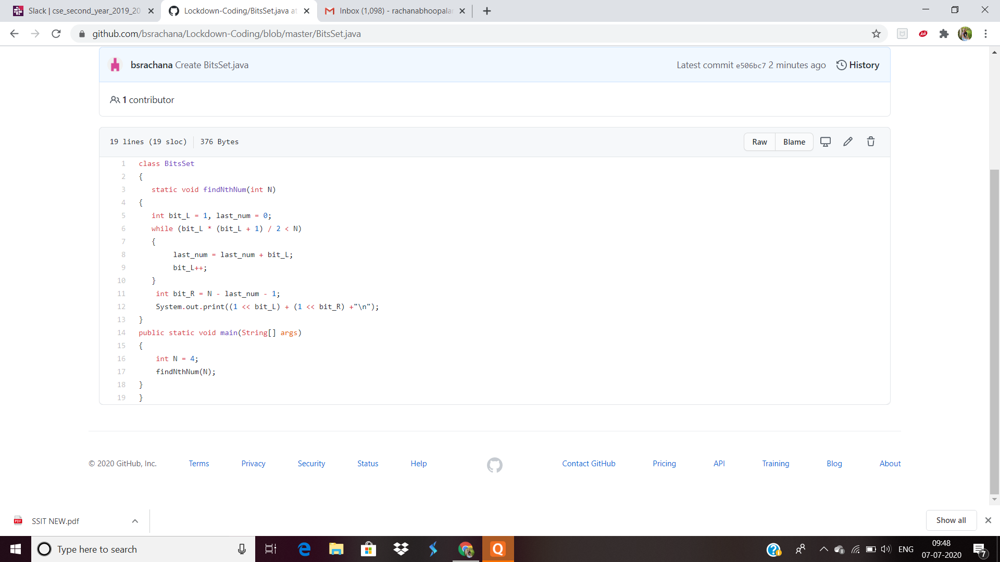 Slack | cse_second_year_2019_20
Lockdown-Coding/BitsSet.java at
Inbox (1,098) - rachanabhoopalar
github.com/bsrachana/Lockdown-Coding/blob/master/BitsSet.java
Ask
bsrachana Create BitsSet.java
Latest commit e506bc7 2 minutes ago
History
1 contributor
19 lines (19 sloc) 376 Bytes
Raw Blame
1 class BitsSet
2 {
3 static void findNthNum(int N)
4 {
5 int bit_L = 1, last_num = 0;
6 while (bit_L * (bit_L + 1) / 2 < N)
7 {
8 last_num = last_num + bit_L;
9 bit_L++;
10 }
11 int bit_R = N - last_num - 1;
12 System.out.print((1 << bit_L) + (1 << bit_R) +"\n");
13 }
14 public static void main(String[] args)
15 {
16 int N = 4;
17 findNthNum(N);
18 }
19 }
© 2020 GitHub, Inc. Terms Privacy Security Status Help Contact GitHub Pricing API Training Blog About
PDF SSIT NEW.pdf
Show all
Type here to search
Q
ENG
09:48
07-07-2020
7